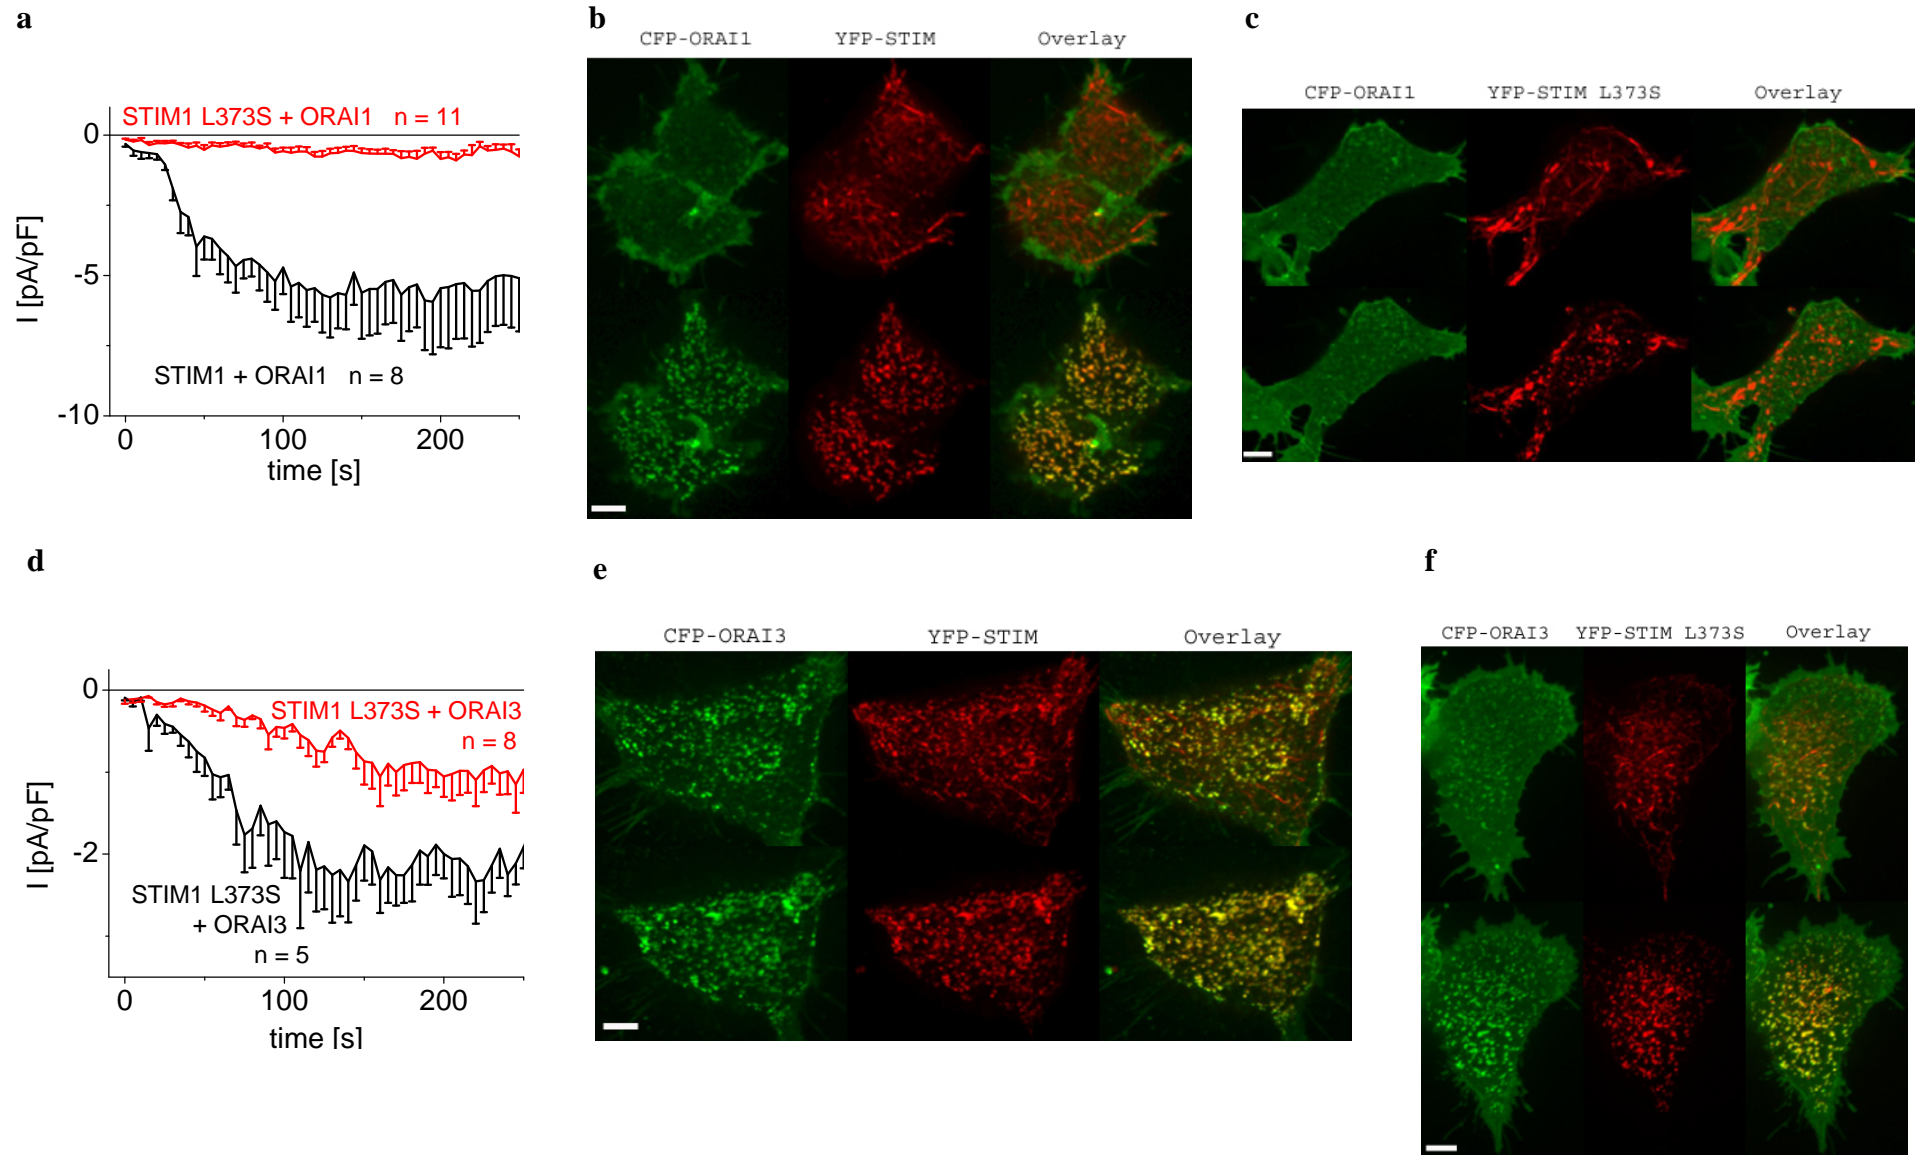 a
STIM1 L373S + ORAI1 n = 11
0
-5
-10
I [pA/pF]
STIM1 + ORAI1 n = 8
0 100 200
time [s]
b
CFP-ORAI1 YFP-STIM Overlay
c
CFP-ORAI1 YFP-STIM L373S Overlay
d
0
-2
I [pA/pF]
STIM1 L373S + ORAI3
n = 8
STIM1 L373S
+ ORAI3
n = 5
0 100 200
time [s]
e
CFP-ORAI3 YFP-STIM Overlay
f
CFP-ORAI3 YFP-STIM L373S Overlay